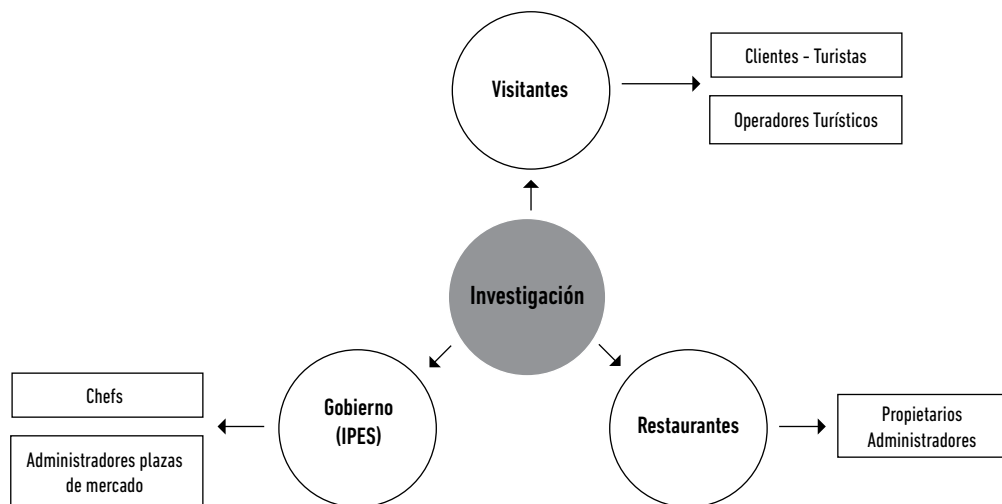 Visitantes
Clientes - Turistas
Operadores Turísticos
Investigación
Gobierno
(IPES)
Chefs
Administradores plazas
de mercado
Restaurantes
Propietarios
Administradores